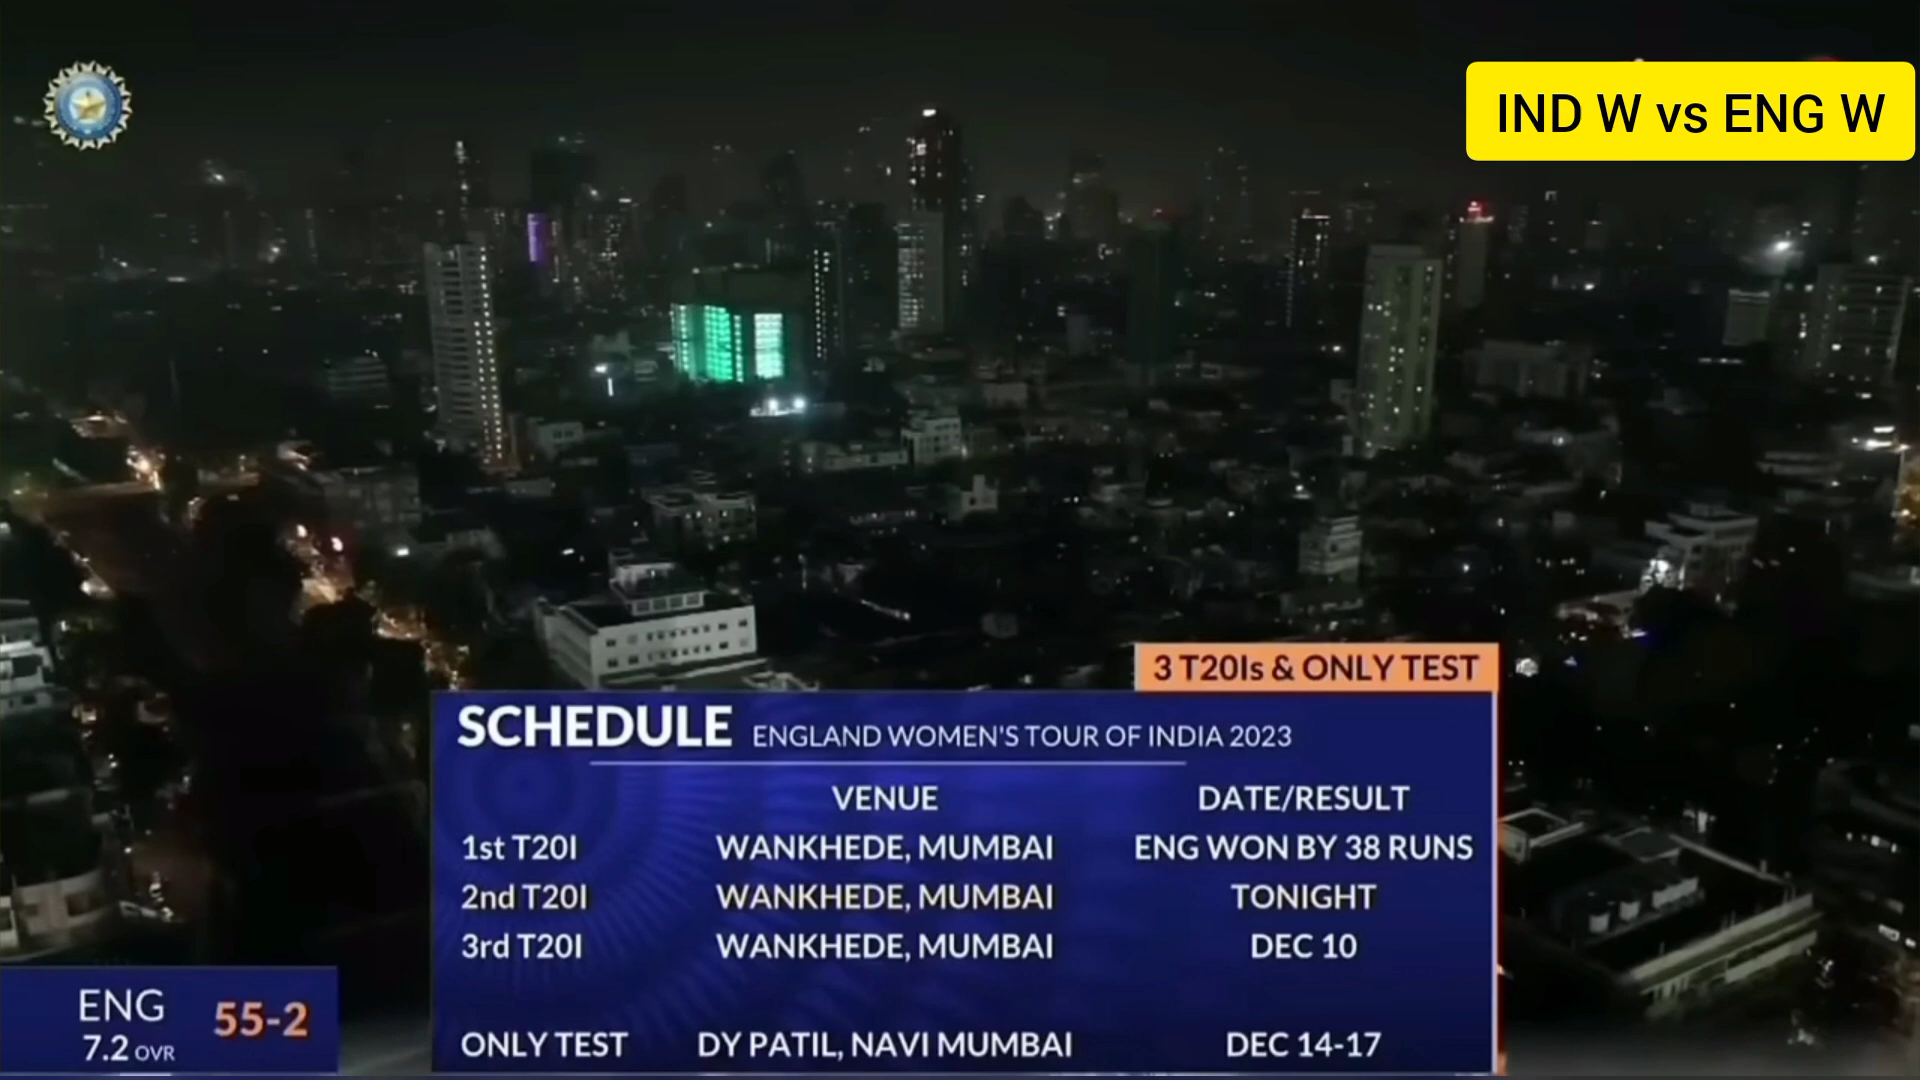 IND W vs ENG W
3 T20Is & ONLY TEST
SCHEDULE ENGLAND WOMEN'S TOUR OF INDIA 2023
VENUE DATE/RESULT
1st T20I WANKHEDE, MUMBAI ENG WON BY 38 RUNS
2nd T20I WANKHEDE, MUMBAI TONIGHT
3rd T20I WANKHEDE, MUMBAI DEC 10
ONLY TEST DY PATIL, NAVI MUMBAI DEC 14-17
ENG 55-2
7.2 OVR